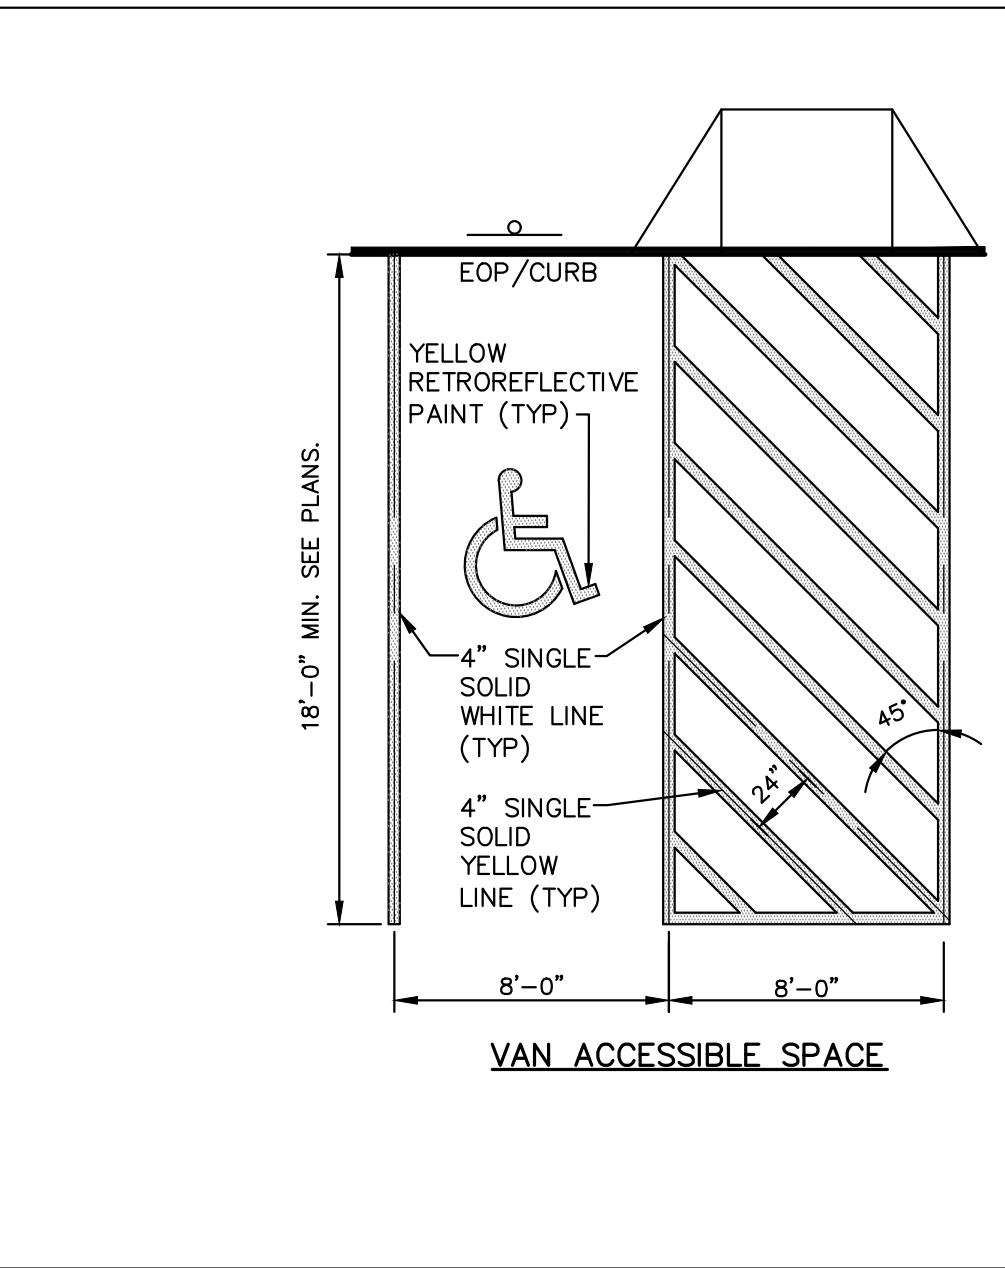 EOP/CURB
YELLOW
RETROREFLECTIVE
PAINT (TYP)
18'-0" MIN. SEE PLANS.
4" SINGLE
SOLID
WHITE LINE
(TYP)
45°
24"
4" SINGLE
SOLID
YELLOW
LINE (TYP)
8'-0"
8'-0"
VAN ACCESSIBLE SPACE